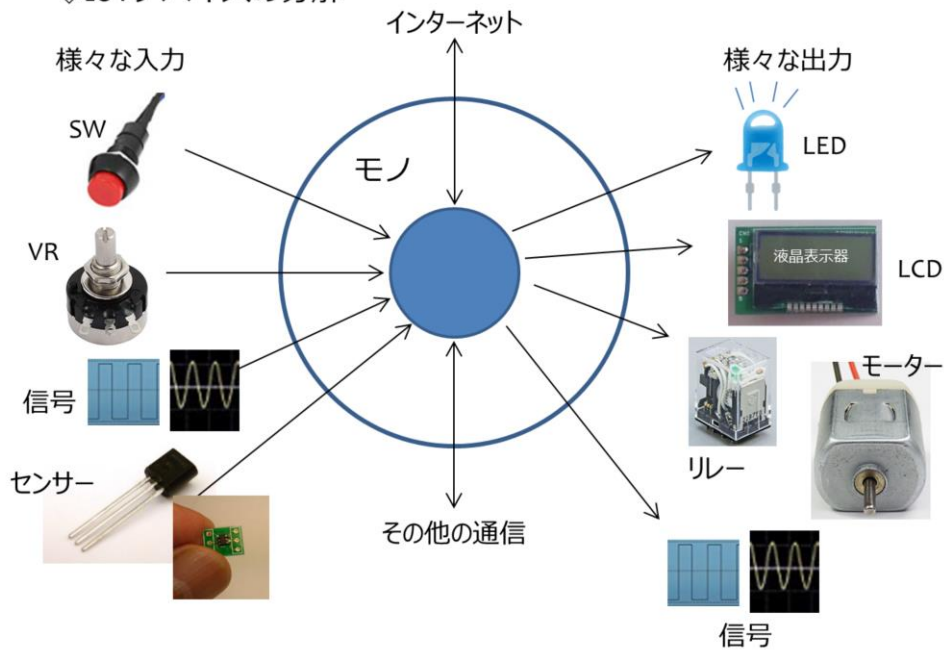 インターネット
様々な入力
様々な出力
SW
LED
モノ
VR
液晶表示器
LCD
信号
モーター
リレー
センサー
その他の通信
信号